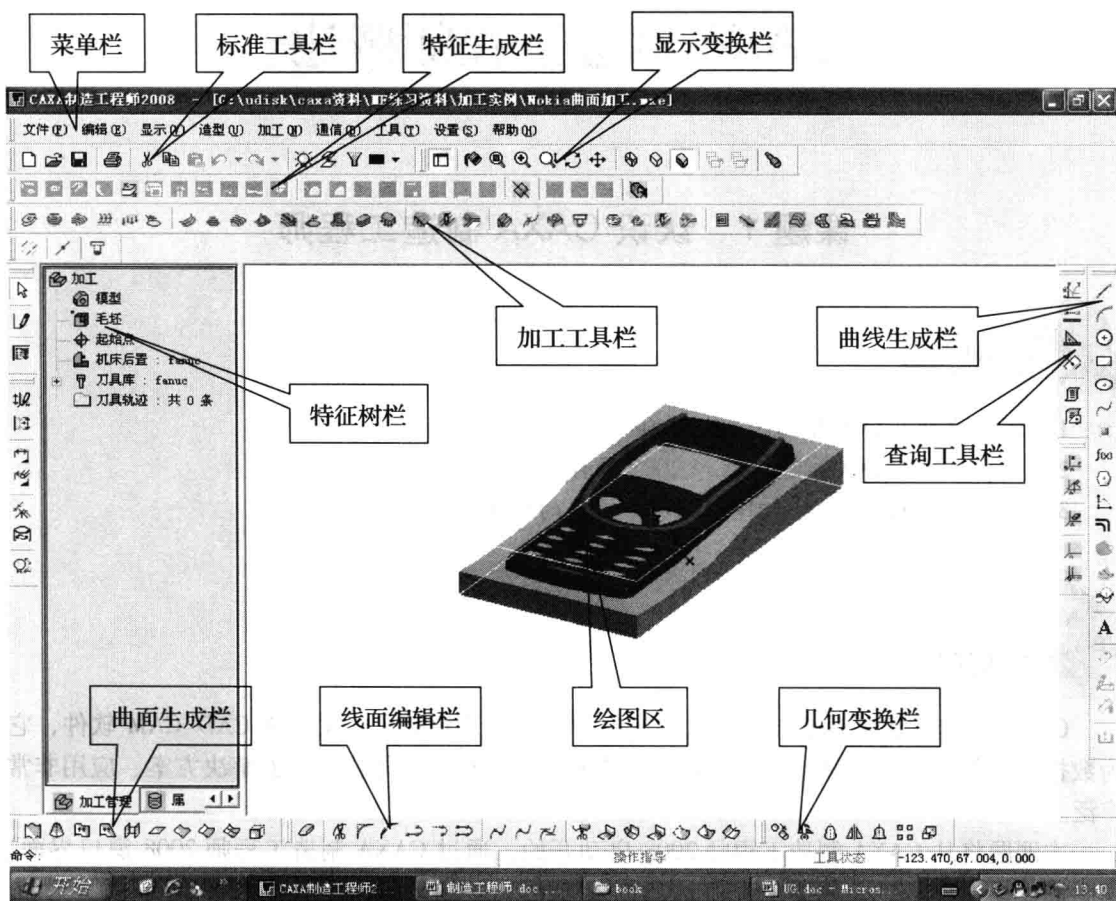 菜单栏
标准工具栏
特征生成栏
显示变换栏
CAXA制造工程师2008 - [G:\udisk\caxa资料\ME练习资料\加工实例\Nokia曲面加工.mxe]
文件(F) 编辑(E) 显示(V) 造型(U) 加工(N) 通信(D) 工具(T) 设置(S) 帮助(H)
加工
模型
毛坯
起始点
机床后置 : fanuc
刀具库 : fanuc
刀具轨迹 : 共 0 条
加工工具栏
曲线生成栏
特征树栏
查询工具栏
f(x)
A
曲面生成栏
线面编辑栏
绘图区
几何变换栏
加工管理 属
命令:
操作指导
工具状态
-123.470, 67.004, 0.000
开始
CAXA制造工程师2...
制造工程师.doc ...
book
UG.doc - Micros...
13:40